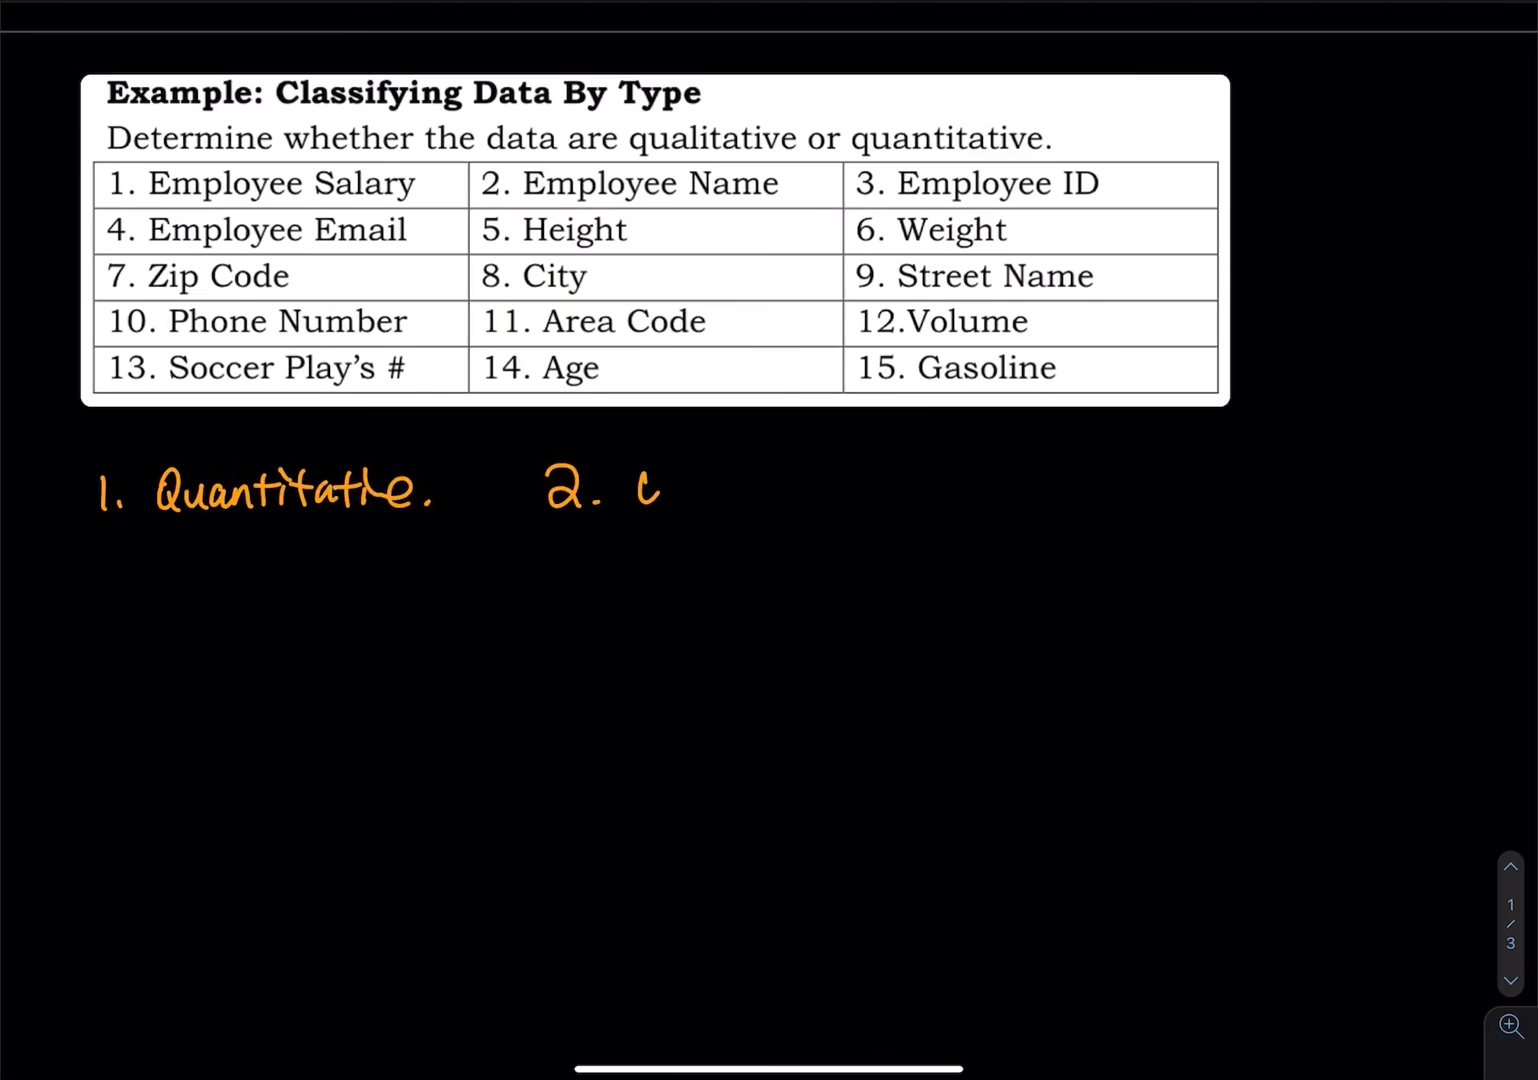 Example: Classifying Data By Type
Determine whether the data are qualitative or quantitative.
1. Employee Salary 2. Employee Name 3. Employee ID
4. Employee Email 5. Height 6. Weight
7. Zip Code 8. City 9. Street Name
10. Phone Number 11. Area Code 12.Volume
13. Soccer Play’s # 14. Age 15. Gasoline
1. Quantitative. 2. c
1
/
3